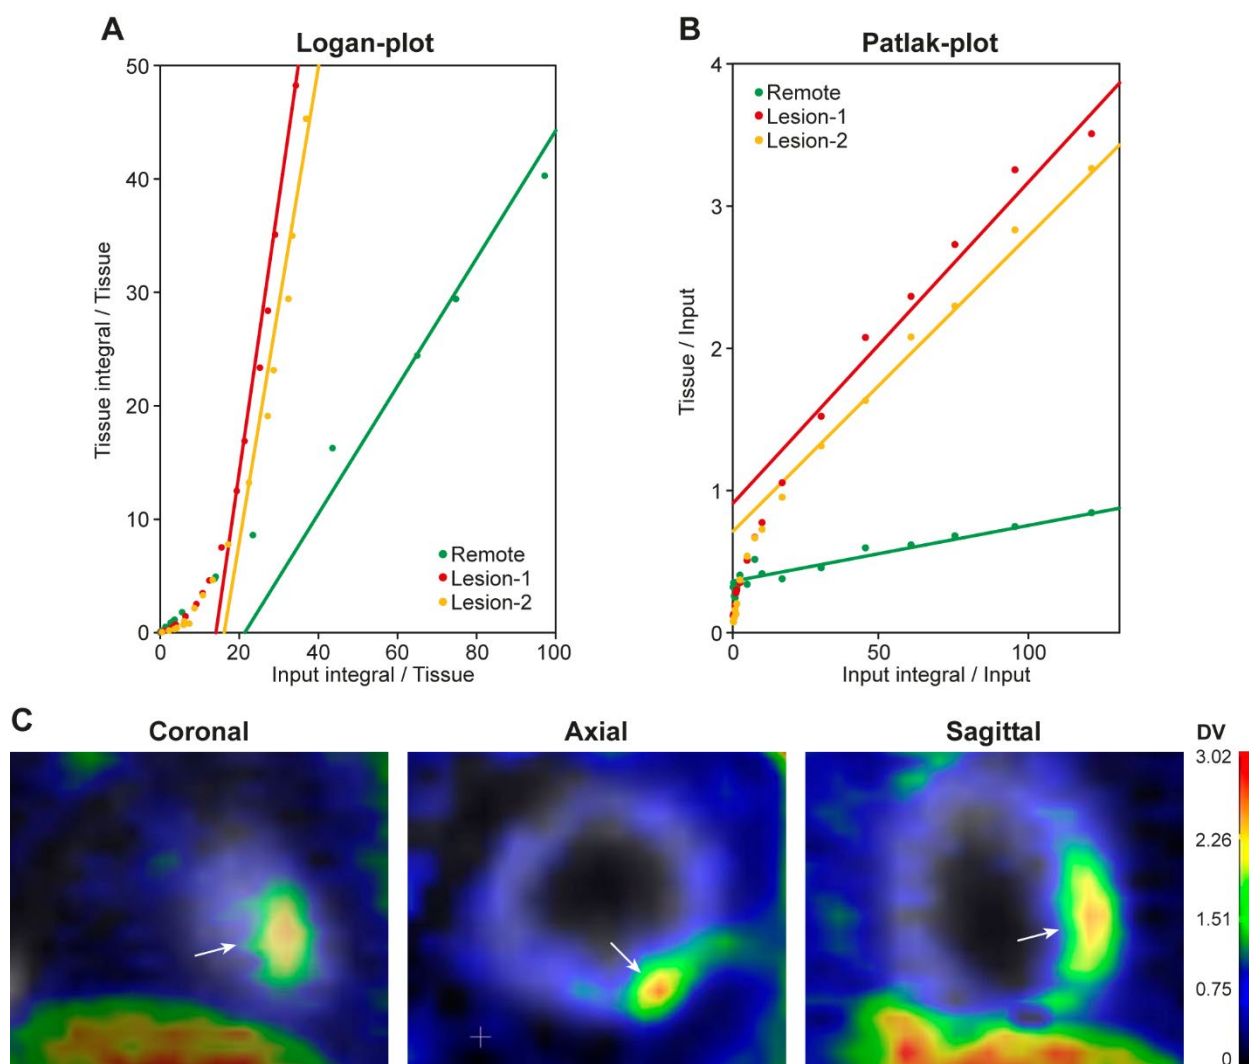 A
Logan-plot
50
40
30
20
10
0
Tissue integral / Tissue
Remote
Lesion-1
Lesion-2
0 20 40 60 80 100
Input integral / Tissue
B
Patlak-plot
4
3
2
1
0
Tissue / Input
Remote
Lesion-1
Lesion-2
0 50 100
Input integral / Input
C
Coronal
Axial
Sagittal
DV
3.02
2.26
1.51
0.75
0